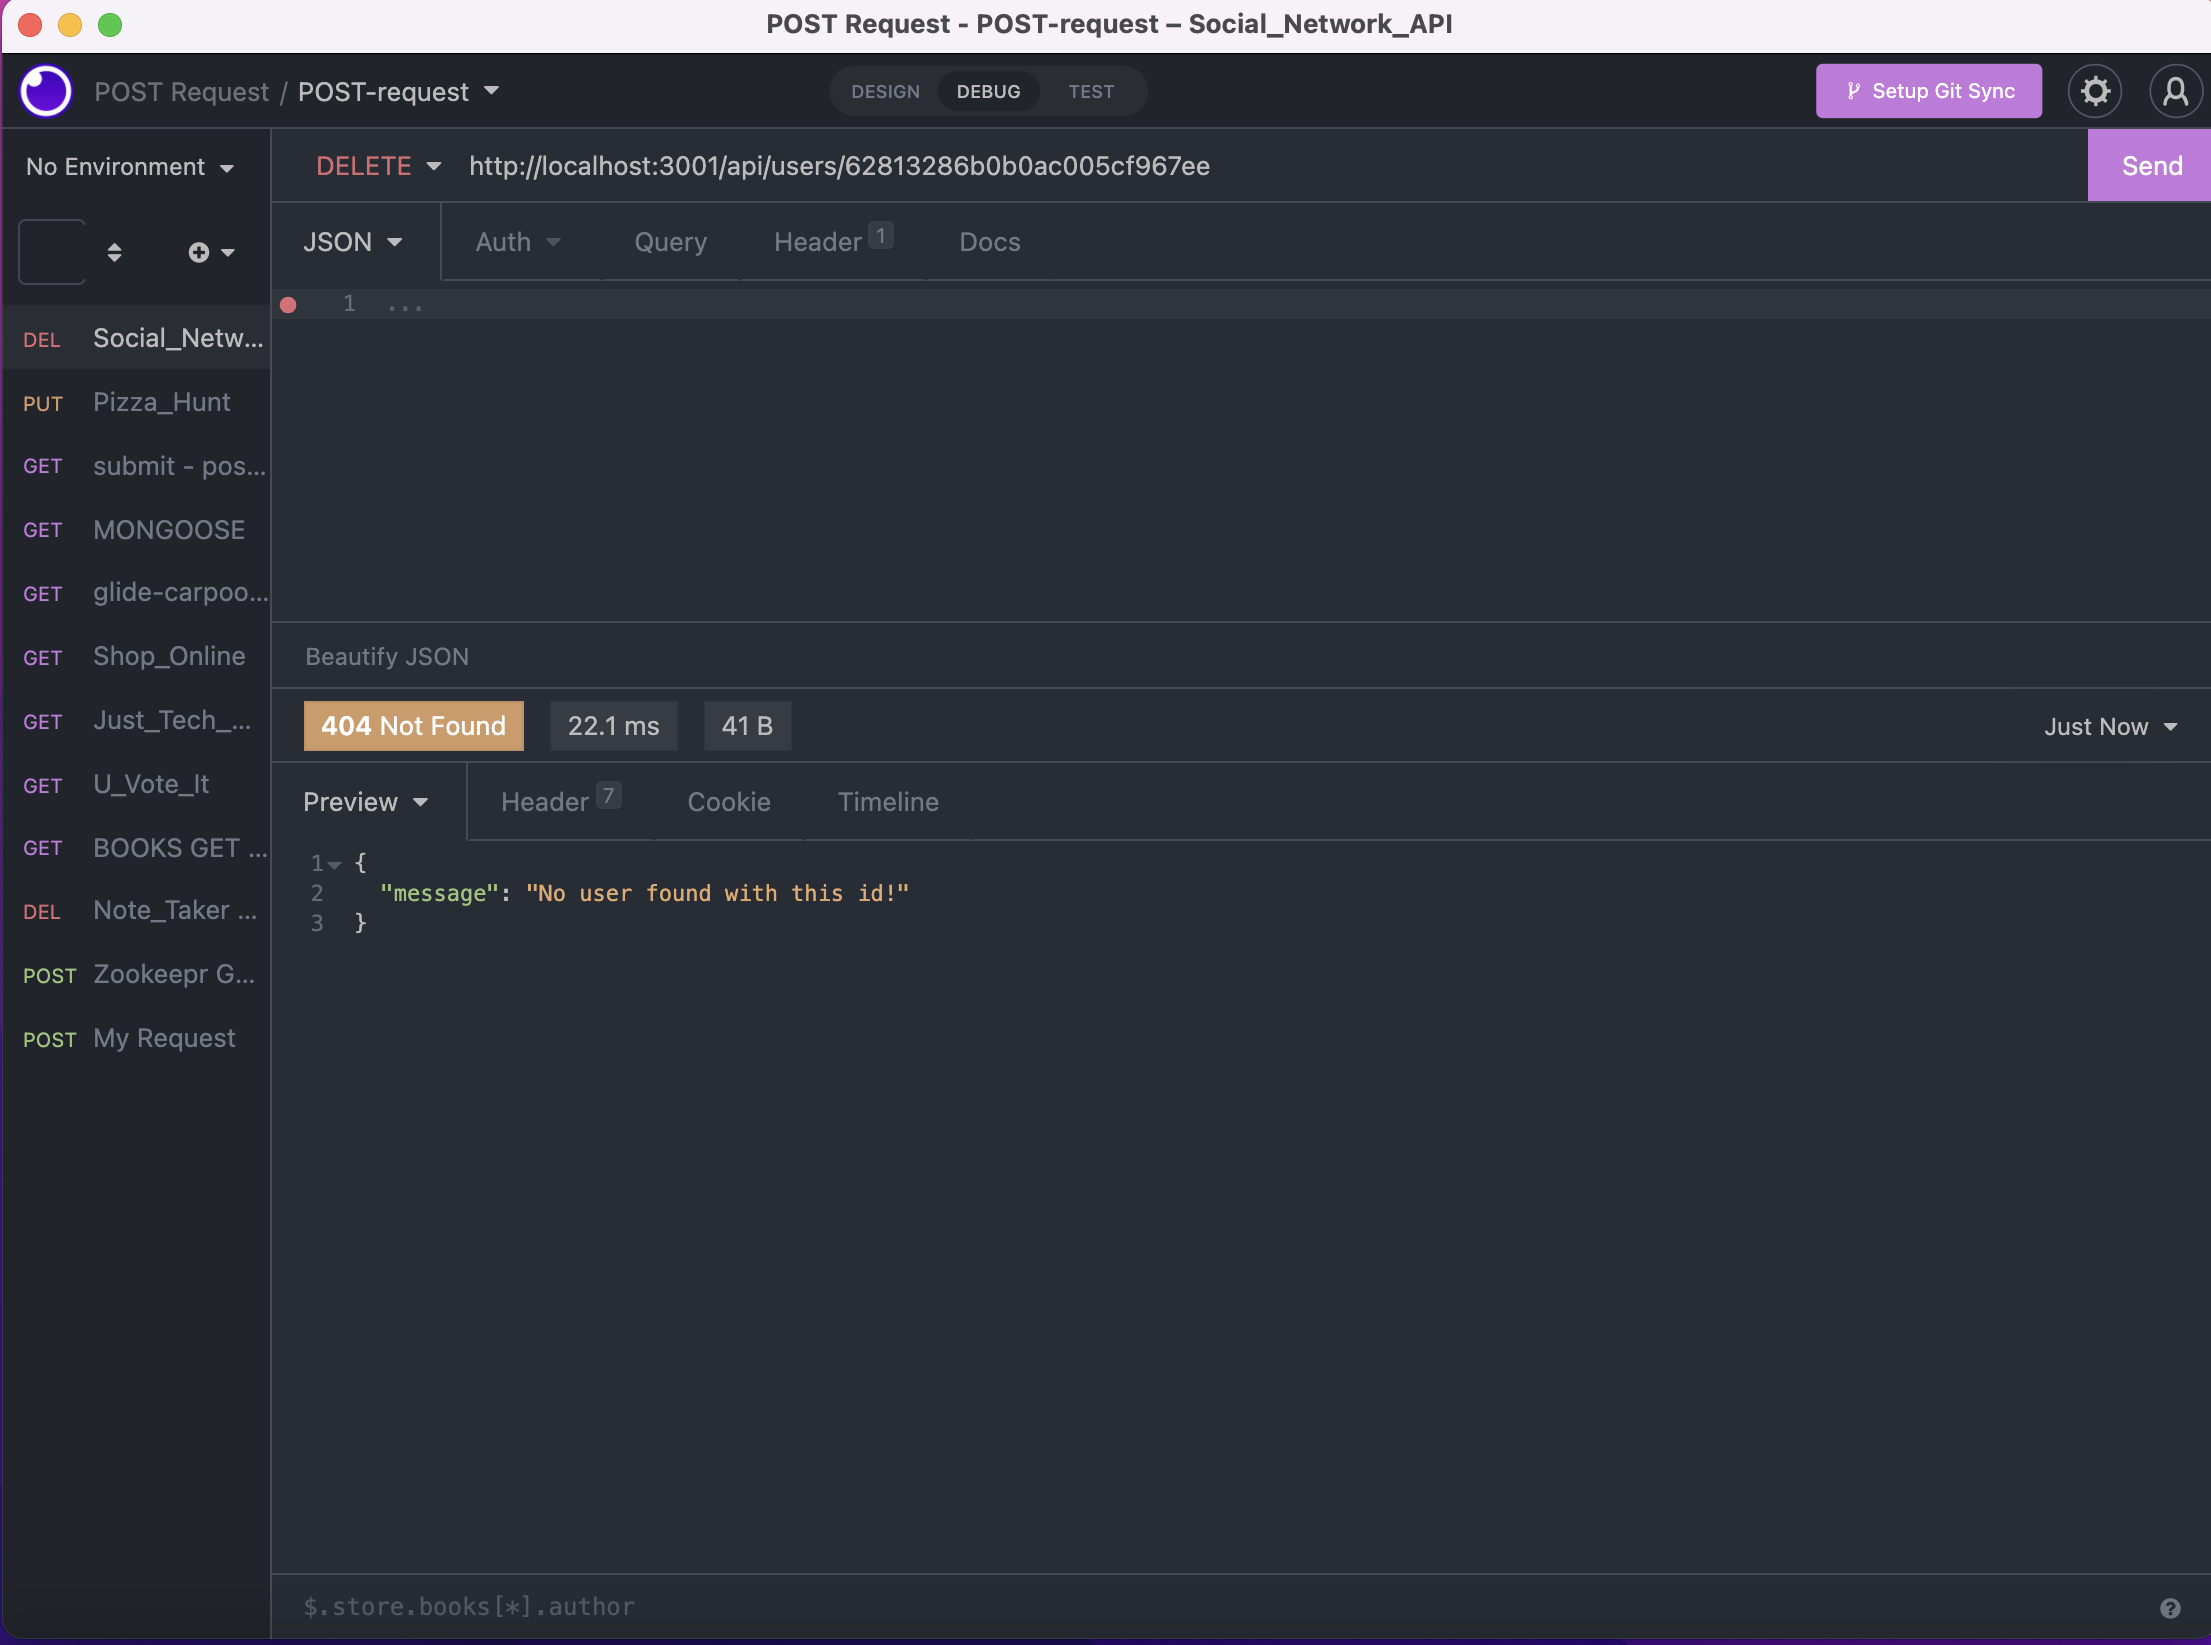 POST Request - POST-request – Social_Network_API
POST Request / POST-request
DESIGN DEBUG TEST
Setup Git Sync
No Environment
DELETE http://localhost:3001/api/users/62813286b0b0ac005cf967ee
Send
JSON Auth Query Header 1 Docs
1 ...
DEL Social_Netw...
PUT Pizza_Hunt
GET submit - pos...
GET MONGOOSE
GET glide-carpoo...
GET Shop_Online
GET Just_Tech_...
GET U_Vote_It
GET BOOKS GET ...
DEL Note_Taker ...
POST Zookeepr G...
POST My Request
Beautify JSON
404 Not Found 22.1 ms 41 B Just Now
Preview Header 7 Cookie Timeline
1 {
2 "message": "No user found with this id!"
3 }
$.store.books[*].author
?